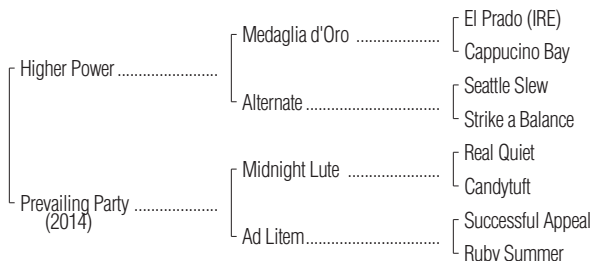 El Prado (IRE)
Medaglia d'Oro ....................
Cappucino Bay
Higher Power ........................
Seattle Slew
Alternate ................................
Strike a Balance
Real Quiet
Midnight Lute ......................
Candytuft
Prevailing Party ....................
(2014)
Successful Appeal
Ad Litem................................
Ruby Summer